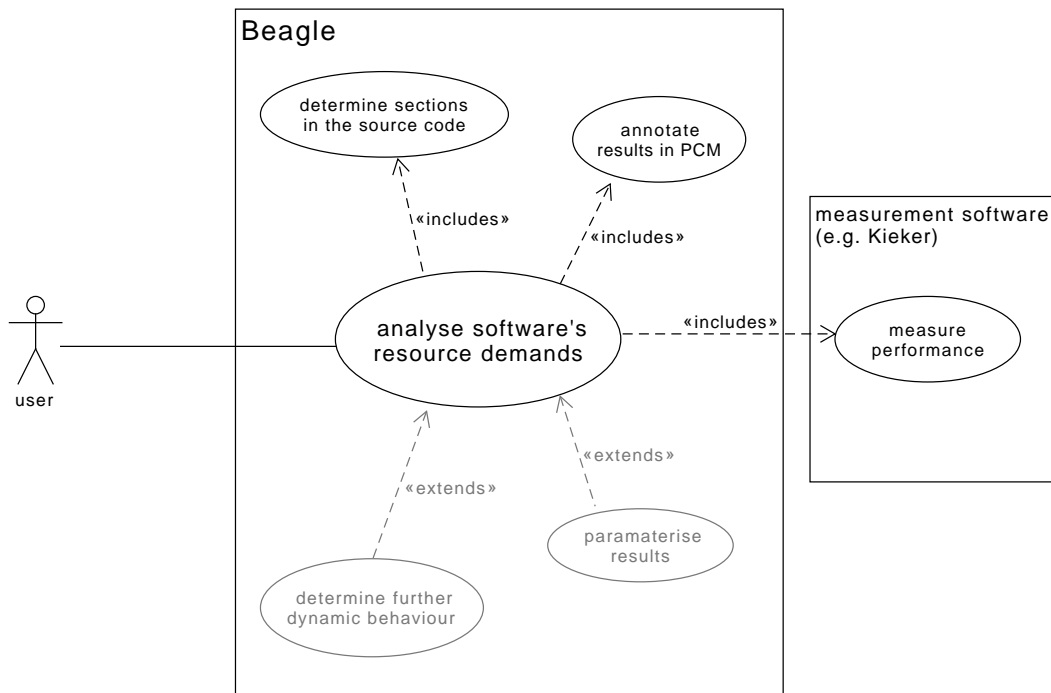 Beagle
determine sections
in the source code
annotate
results in PCM
«includes»
«includes»
measurement software
(e.g. Kieker)
analyse software's
resource demands
«includes»
measure
performance
user
«extends»
«extends»
paramaterise
results
determine further
dynamic behaviour